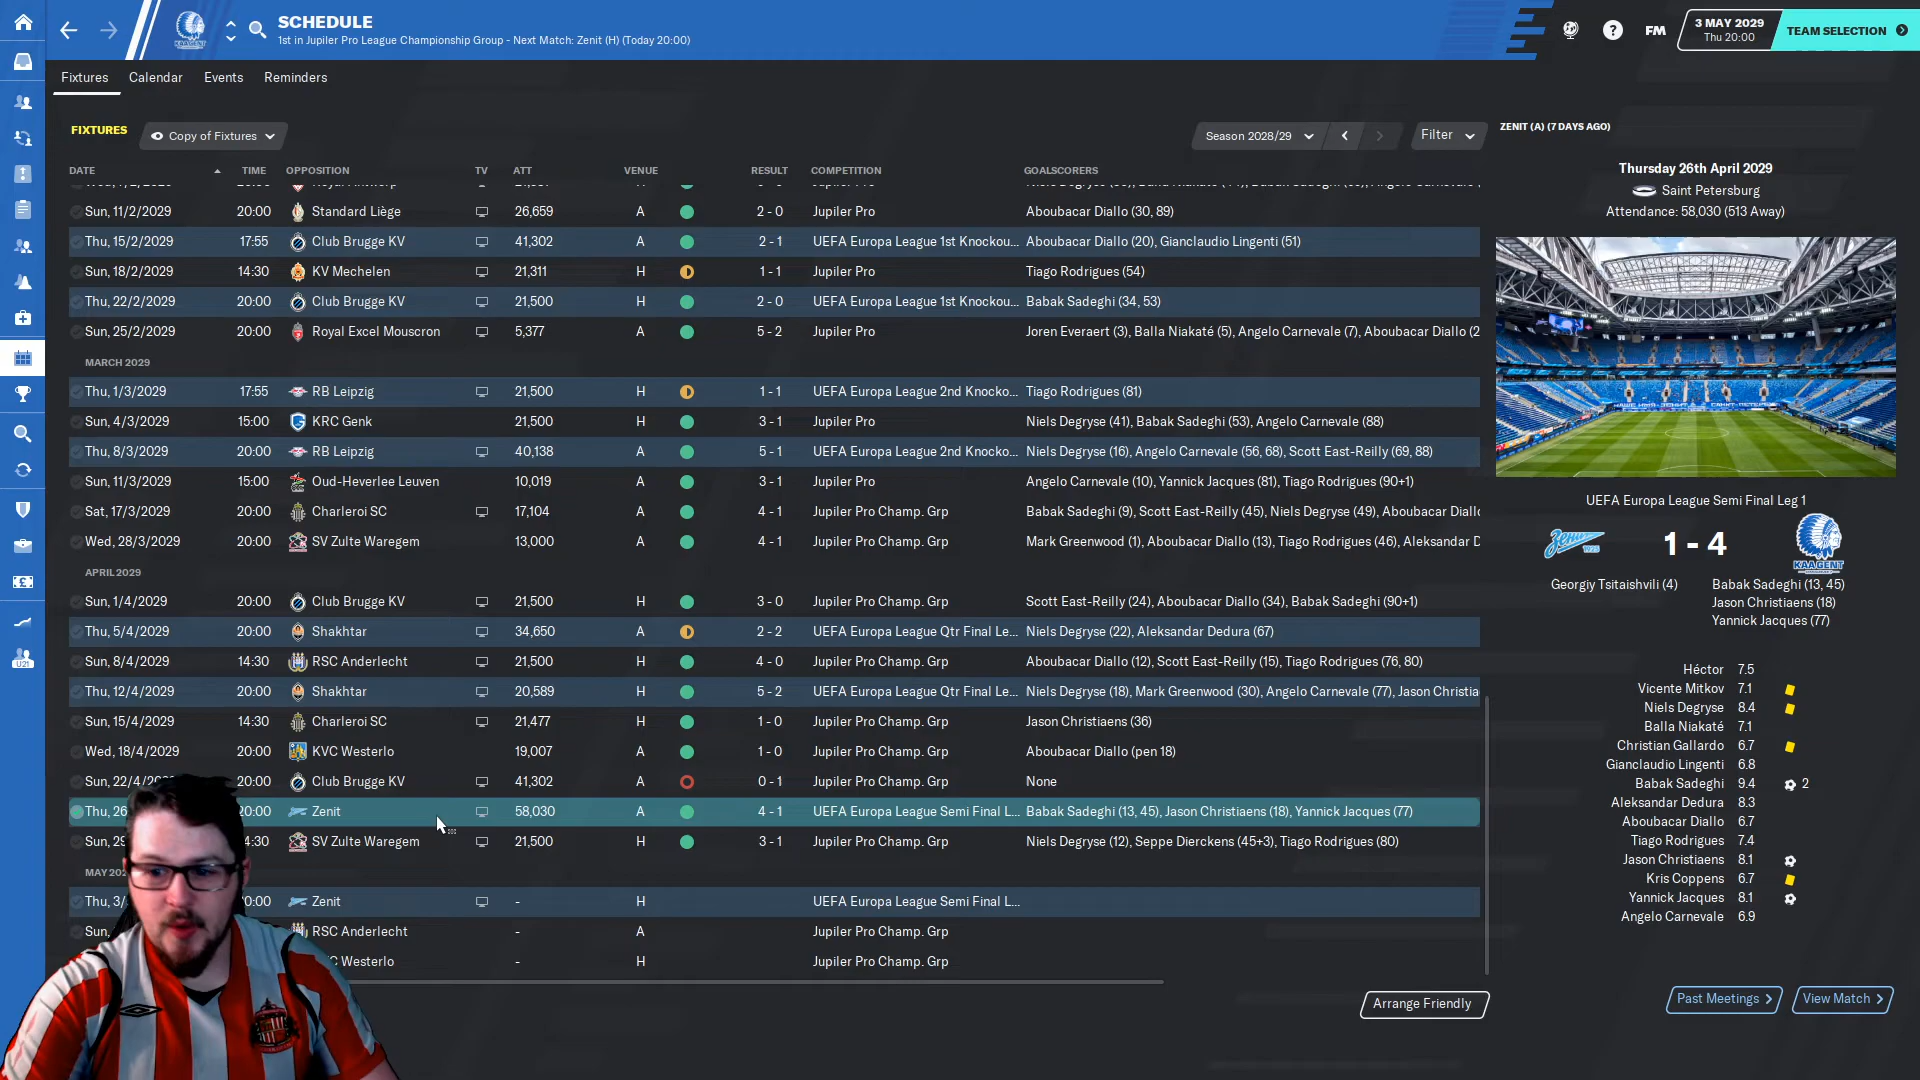 SCHEDULE
1st in Jupiler Pro League Championship Group - Next Match: Zenit (H) (Today 20:00)
FM
3 MAY 2029
Thu 20:00
TEAM SELECTION
Fixtures Calendar Events Reminders
FIXTURES
Copy of Fixtures
Season 2028/29
Filter
DATE TIME OPPOSITION TV ATT VENUE RESULT COMPETITION GOALSCORERS
Sun, 11/2/2029 20:00 Standard Liège 26,659 A 2 - 0 Jupiler Pro Aboubacar Diallo (30, 89)
Thu, 15/2/2029 17:55 Club Brugge KV 41,302 A 2 - 1 UEFA Europa League 1st Knockou... Aboubacar Diallo (20), Gianclaudio Lingenti (51)
Sun, 18/2/2029 14:30 KV Mechelen 21,311 H 1 - 1 Jupiler Pro Tiago Rodrigues (54)
Thu, 22/2/2029 20:00 Club Brugge KV 21,500 H 2 - 0 UEFA Europa League 1st Knockou... Babak Sadeghi (34, 53)
Sun, 25/2/2029 20:00 Royal Excel Mouscron 5,377 A 5 - 2 Jupiler Pro Joren Everaert (3), Balla Niakaté (5), Angelo Carnevale (7), Aboubacar Diallo (2
MARCH 2029
Thu, 1/3/2029 17:55 RB Leipzig 21,500 H 1 - 1 UEFA Europa League 2nd Knocko... Tiago Rodrigues (81)
Sun, 4/3/2029 15:00 KRC Genk 21,500 H 3 - 1 Jupiler Pro Niels Degryse (41), Babak Sadeghi (53), Angelo Carnevale (88)
Thu, 8/3/2029 20:00 RB Leipzig 40,138 A 5 - 1 UEFA Europa League 2nd Knocko... Niels Degryse (16), Angelo Carnevale (56, 68), Scott East-Reilly (69, 88)
Sun, 11/3/2029 15:00 Oud-Heverlee Leuven 10,019 A 3 - 1 Jupiler Pro Angelo Carnevale (10), Yannick Jacques (81), Tiago Rodrigues (90+1)
Sat, 17/3/2029 20:00 Charleroi SC 17,104 A 4 - 1 Jupiler Pro Champ. Grp Babak Sadeghi (9), Scott East-Reilly (45), Niels Degryse (49), Aboubacar Diallo
Wed, 28/3/2029 20:00 SV Zulte Waregem 13,000 A 4 - 1 Jupiler Pro Champ. Grp Mark Greenwood (1), Aboubacar Diallo (13), Tiago Rodrigues (46), Aleksandar D
APRIL 2029
Sun, 1/4/2029 20:00 Club Brugge KV 21,500 H 3 - 0 Jupiler Pro Champ. Grp Scott East-Reilly (24), Aboubacar Diallo (34), Babak Sadeghi (90+1)
Thu, 5/4/2029 20:00 Shakhtar 34,650 A 2 - 2 UEFA Europa League Qtr Final Le... Niels Degryse (22), Aleksandar Dedura (67)
Sun, 8/4/2029 14:30 RSC Anderlecht 21,500 H 4 - 0 Jupiler Pro Champ. Grp Aboubacar Diallo (12), Scott East-Reilly (15), Tiago Rodrigues (76, 80)
Thu, 12/4/2029 20:00 Shakhtar 20,589 H 5 - 2 UEFA Europa League Qtr Final Le... Niels Degryse (18), Mark Greenwood (30), Angelo Carnevale (77), Jason Christia
Sun, 15/4/2029 14:30 Charleroi SC 21,477 H 1 - 0 Jupiler Pro Champ. Grp Jason Christiaens (36)
Wed, 18/4/2029 20:00 KVC Westerlo 19,007 A 1 - 0 Jupiler Pro Champ. Grp Aboubacar Diallo (pen 18)
Sun, 22/4/20 20:00 Club Brugge KV 41,302 A 0 - 1 Jupiler Pro Champ. Grp None
Thu, 26 20:00 Zenit 58,030 A 4 - 1 UEFA Europa League Semi Final L... Babak Sadeghi (13, 45), Jason Christiaens (18), Yannick Jacques (77)
Sun, 4:30 SV Zulte Waregem 21,500 H 3 - 1 Jupiler Pro Champ. Grp Niels Degryse (12), Seppe Dierckens (45+3), Tiago Rodrigues (80)
MAY
Thu, 3/ 0:00 Zenit - H UEFA Europa League Semi Final L...
Sun, RSC Anderlecht - A Jupiler Pro Champ. Grp
C Westerlo - H Jupiler Pro Champ. Grp
Arrange Friendly
U21
ZENIT (A) (7 DAYS AGO)
Thursday 26th April 2029
Saint Petersburg
Attendance: 58,030 (513 Away)
UEFA Europa League Semi Final Leg 1
1 - 4
KAA GENT
Georgiy Tsitaishvili (4)
Babak Sadeghi (13, 45)
Jason Christiaens (18)
Yannick Jacques (77)
Héctor 7.5
Vicente Mitkov 7.1
Niels Degryse 8.4
Balla Niakaté 7.1
Christian Gallardo 6.7
Gianclaudio Lingenti 6.8
Babak Sadeghi 9.4 2
Aleksandar Dedura 8.3
Aboubacar Diallo 6.7
Tiago Rodrigues 7.4
Jason Christiaens 8.1
Kris Coppens 6.7
Yannick Jacques 8.1
Angelo Carnevale 6.9
Past Meetings
View Match